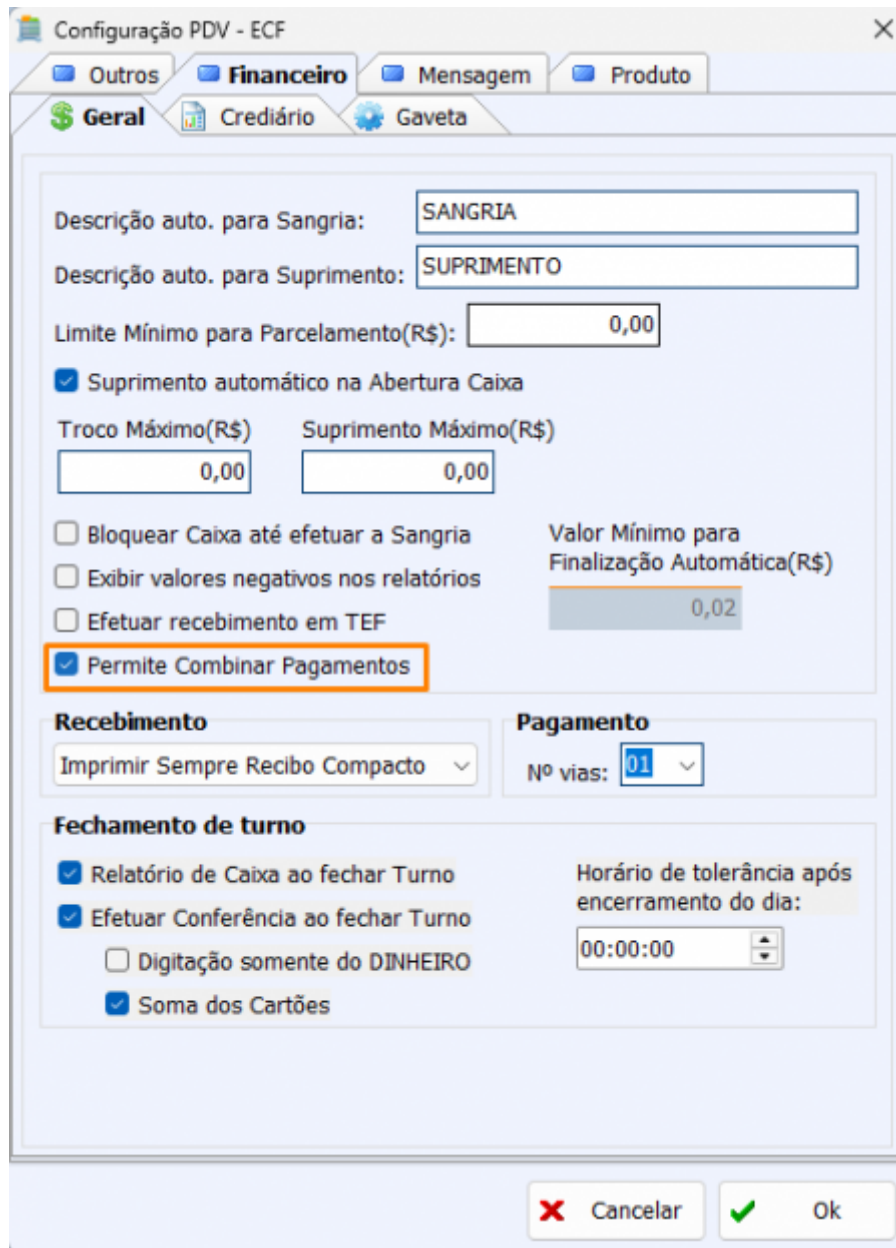 Configuração PDV - ECF
Outros Financeiro Mensagem Produto
Geral Crediário Gaveta
Descrição auto. para Sangria: SANGRIA
Descrição auto. para Suprimento: SUPRIMENTO
Limite Mínimo para Parcelamento(R$): 0,00
Suprimento automático na Abertura Caixa
Troco Máximo(R$) Suprimento Máximo(R$)
0,00 0,00
Bloquear Caixa até efetuar a Sangria
Exibir valores negativos nos relatórios
Efetuar recebimento em TEF
Permite Combinar Pagamentos
Valor Mínimo para
Finalização Automática(R$)
0,02
Recebimento
Imprimir Sempre Recibo Compacto
Pagamento
Nº vias: 01
Fechamento de turno
Relatório de Caixa ao fechar Turno
Efetuar Conferência ao fechar Turno
Digitação somente do DINHEIRO
Soma dos Cartões
Horário de tolerância após
encerramento do dia:
00:00:00
Cancelar Ok